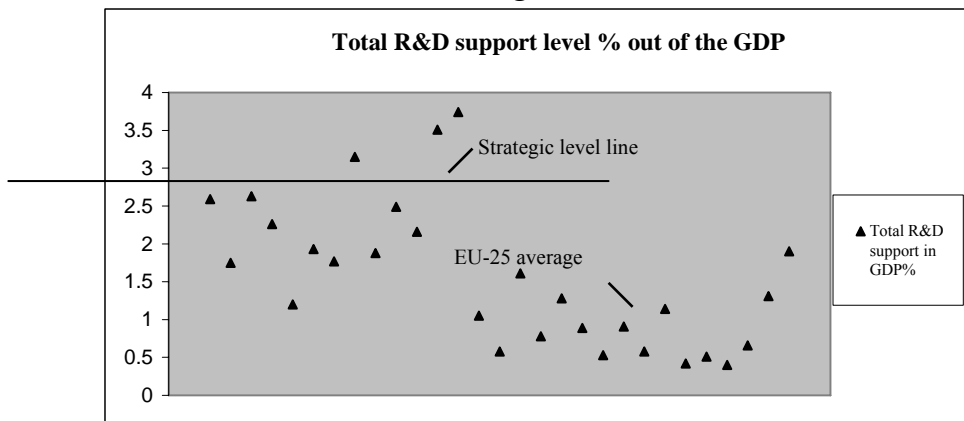 Total R&D support level % out of the GDP
4
3.5
3
2.5
2
1.5
1
0.5
0
Strategic level line
EU-25 average
Total R&D
support in
GDP%